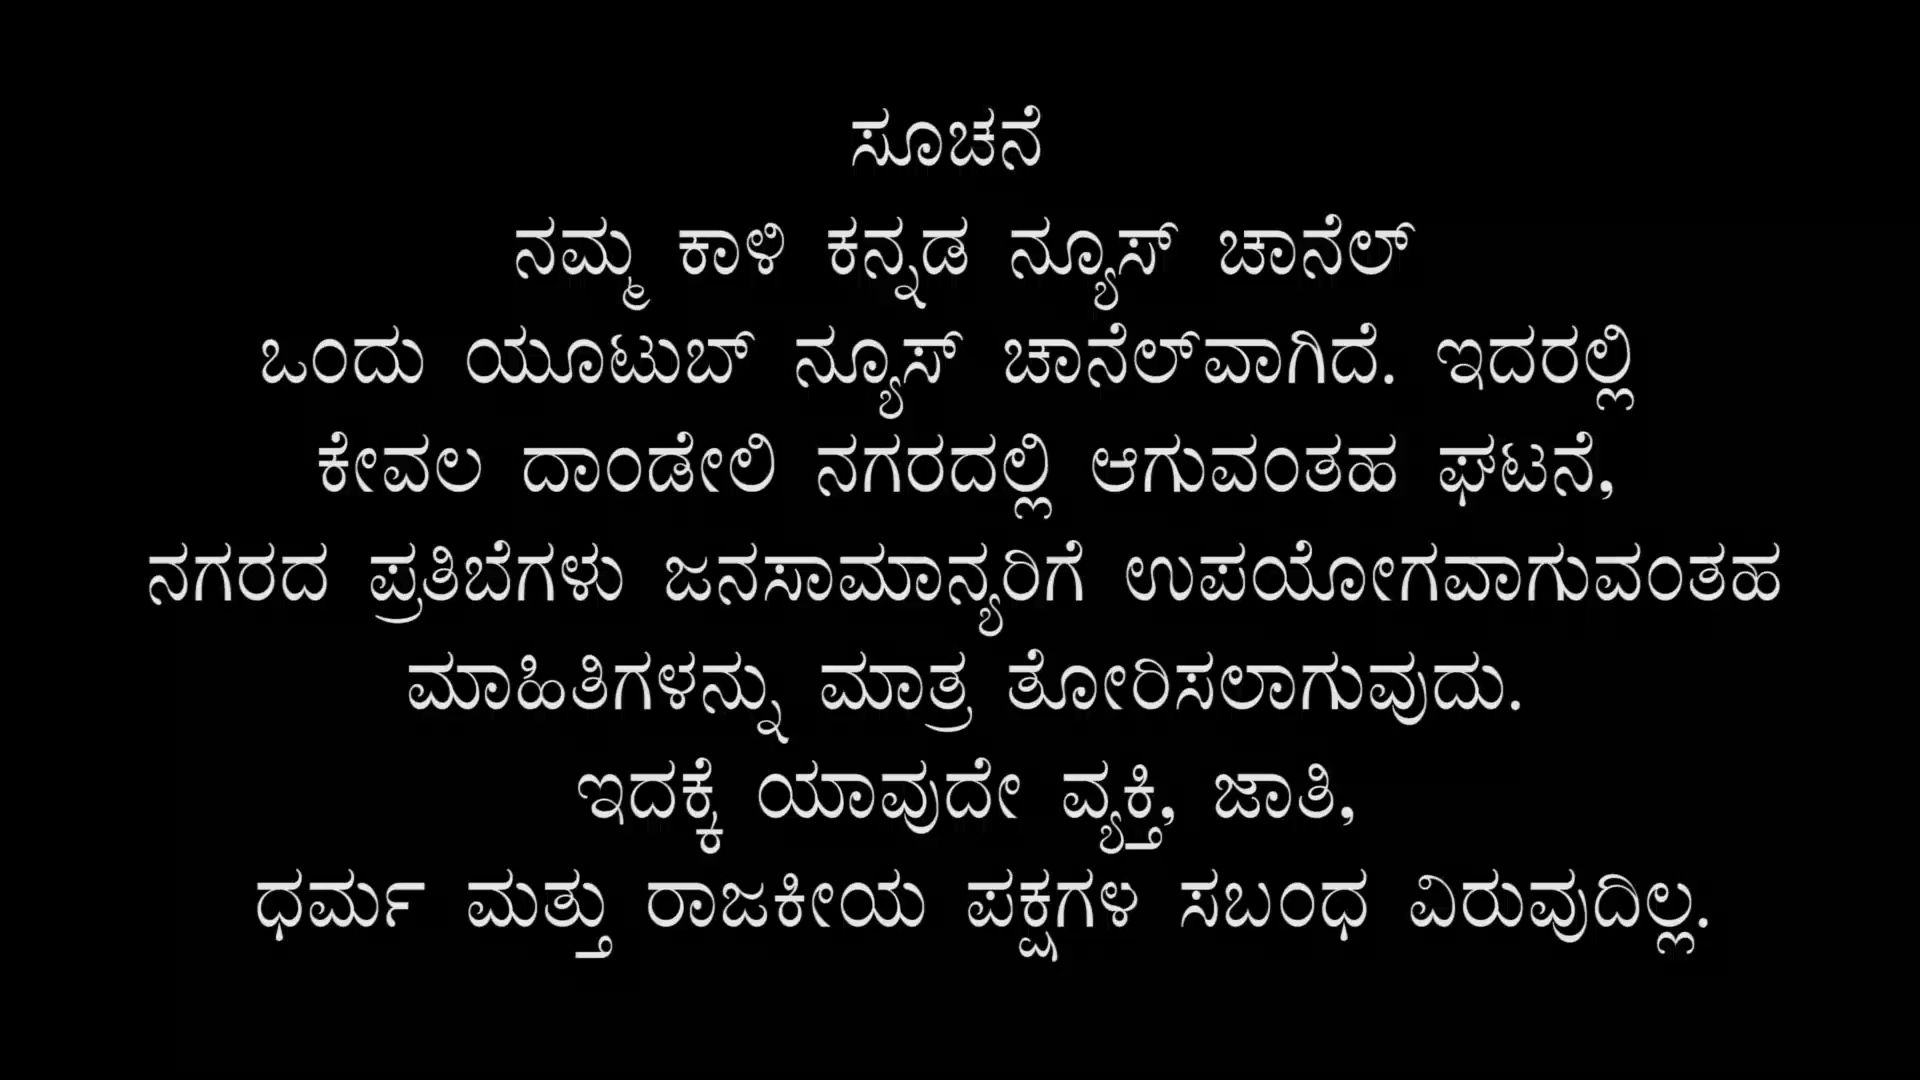 ಸೂಚನೆ
ನಮ್ಮ ಕಾಳಿ ಕನ್ನಡ ನ್ಯೂಸ್ ಚಾನೆಲ್
ಒಂದು ಯೂಟುಬ್ ನ್ಯೂಸ್ ಚಾನೆಲ್‌ವಾಗಿದೆ. ಇದರಲ್ಲಿ
ಕೇವಲ ದಾಂಡೇಲಿ ನಗರದಲ್ಲಿ ಆಗುವಂತಹ ಘಟನೆ,
ನಗರದ ಪ್ರತಿಬೆಗಳು ಜನಸಾಮಾನ್ಯರಿಗೆ ಉಪಯೋಗವಾಗುವಂತಹ
ಮಾಹಿತಿಗಳನ್ನು ಮಾತ್ರ ತೋರಿಸಲಾಗುವುದು.
ಇದಕ್ಕೆ ಯಾವುದೇ ವ್ಯಕ್ತಿ, ಜಾತಿ,
ಧರ್ಮ ಮತ್ತು ರಾಜಕೀಯ ಪಕ್ಷಗಳ ಸಬಂಧ ವಿರುವುದಿಲ್ಲ.